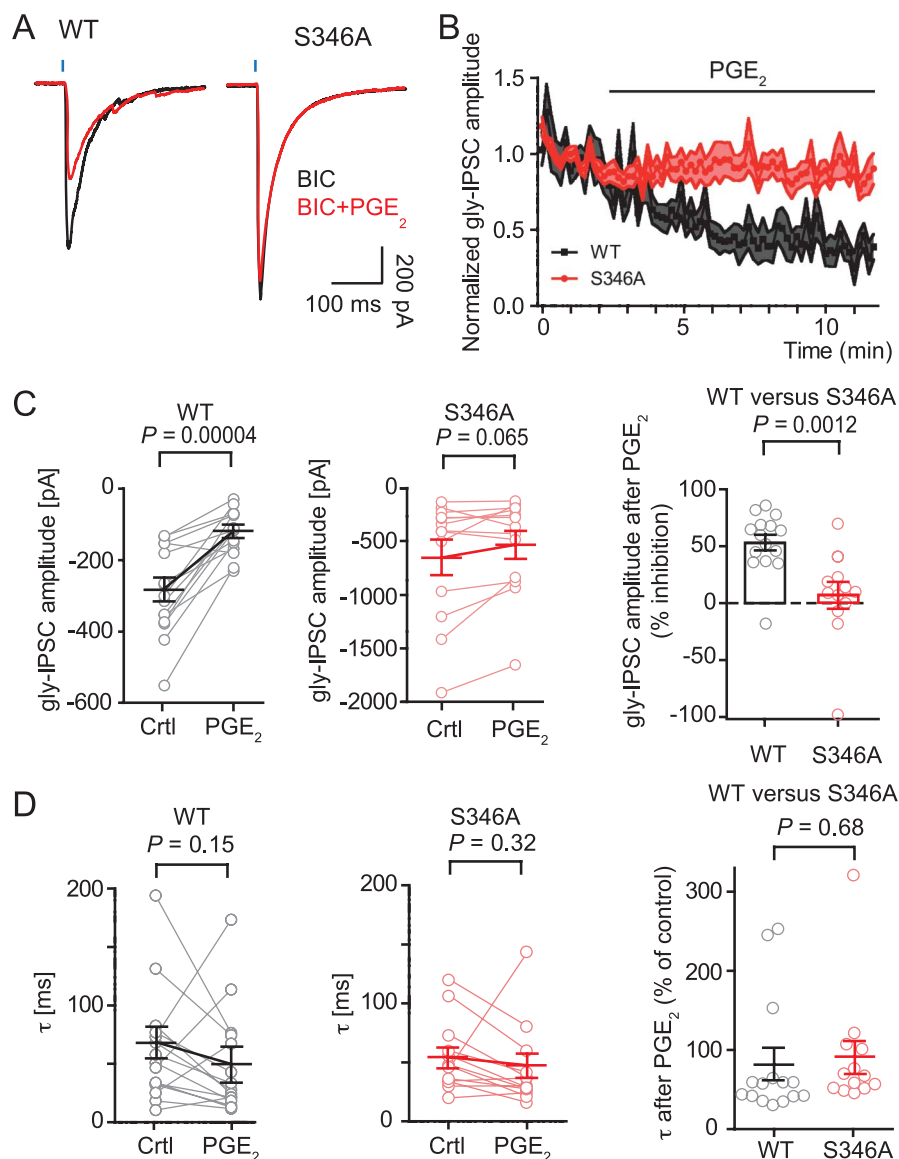 A
WT
S346A
BIC
BIC+PGE₂
200 pA
100 ms
B
PGE₂
Normalized gly-IPSC amplitude
1.5
1.0
0.5
0.0
WT
S346A
0
5
10
Time (min)
C
WT
P = 0.00004
gly-IPSC amplitude [pA]
0
-200
-400
-600
Crtl
PGE₂
S346A
P = 0.065
gly-IPSC amplitude [pA]
0
-500
-1000
-1500
-2000
Crtl
PGE₂
WT versus S346A
P = 0.0012
gly-IPSC amplitude after PGE₂
(% inhibition)
100
50
0
-50
-100
WT
S346A
D
WT
P = 0.15
τ [ms]
200
100
0
Crtl
PGE₂
S346A
P = 0.32
τ [ms]
200
100
0
Crtl
PGE₂
WT versus S346A
P = 0.68
τ after PGE₂ (% of control)
300
200
100
0
WT
S346A